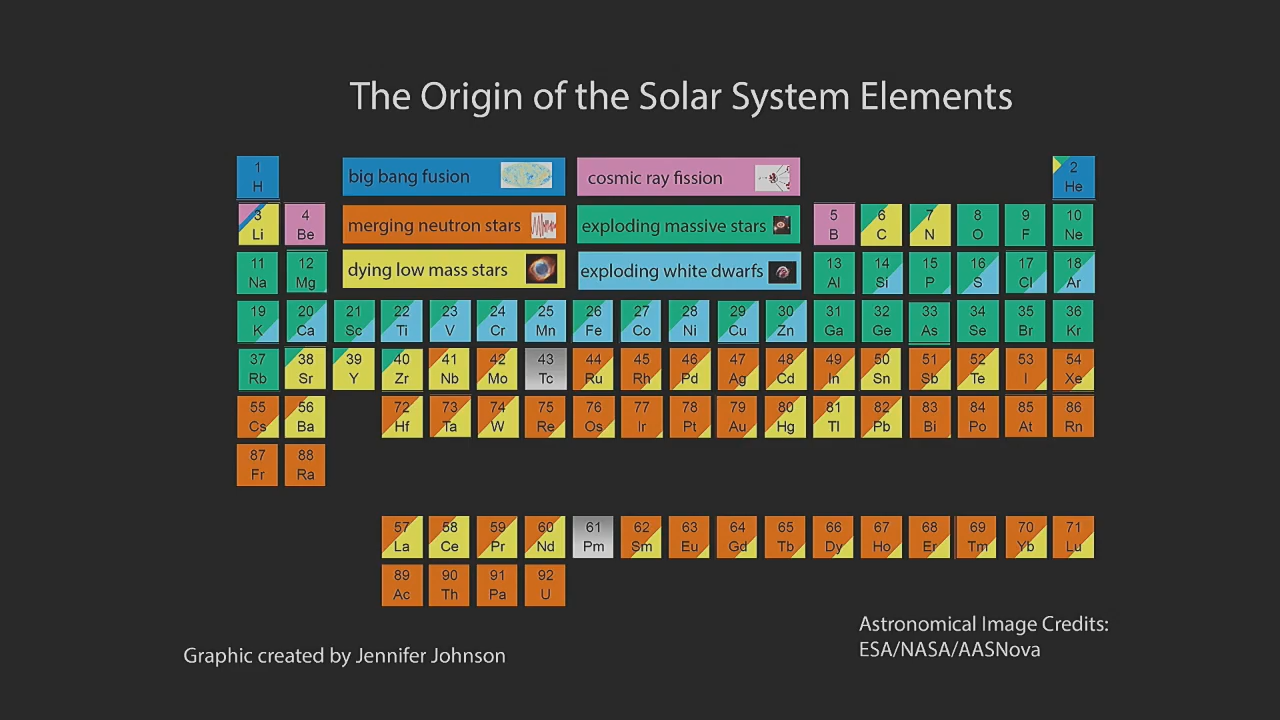 The Origin of the Solar System Elements
1 H
big bang fusion
cosmic ray fission
2 He
3 Li
4 Be
merging neutron stars
exploding massive stars
5 B
6 C
7 N
8 O
9 F
10 Ne
11 Na
12 Mg
dying low mass stars
exploding white dwarfs
13 Al
14 Si
15 P
16 S
17 Cl
18 Ar
19 K
20 Ca
21 Sc
22 Ti
23 V
24 Cr
25 Mn
26 Fe
27 Co
28 Ni
29 Cu
30 Zn
31 Ga
32 Ge
33 As
34 Se
35 Br
36 Kr
37 Rb
38 Sr
39 Y
40 Zr
41 Nb
42 Mo
43 Tc
44 Ru
45 Rh
46 Pd
47 Ag
48 Cd
49 In
50 Sn
51 Sb
52 Te
53 I
54 Xe
55 Cs
56 Ba
72 Hf
73 Ta
74 W
75 Re
76 Os
77 Ir
78 Pt
79 Au
80 Hg
81 Tl
82 Pb
83 Bi
84 Po
85 At
86 Rn
87 Fr
88 Ra
57 La
58 Ce
59 Pr
60 Nd
61 Pm
62 Sm
63 Eu
64 Gd
65 Tb
66 Dy
67 Ho
68 Er
69 Tm
70 Yb
71 Lu
89 Ac
90 Th
91 Pa
92 U
Graphic created by Jennifer Johnson
Astronomical Image Credits:
ESA/NASA/AASNova